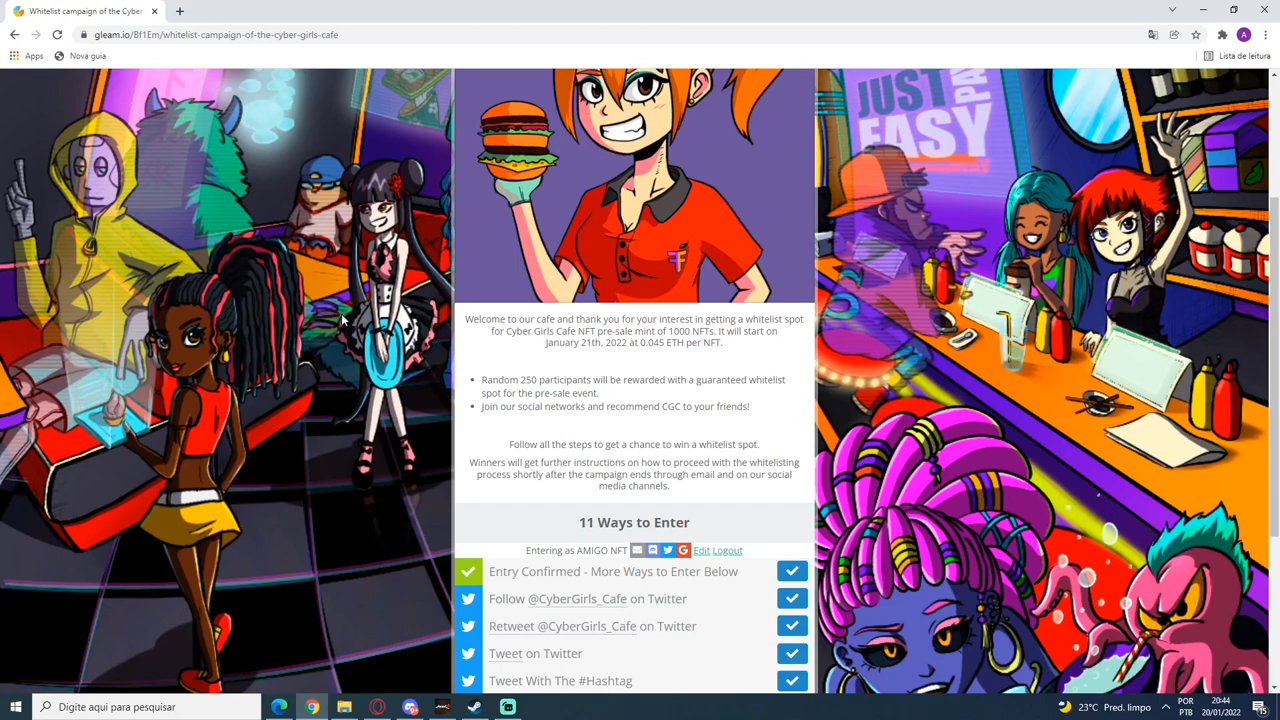 Whitelist campaign of the Cyber
gleam.io/Bf1Em/whitelist-campaign-of-the-cyber-girls-cafe
A
Apps
Nova guia
Lista de leitura
JUST
EASY
Welcome to our cafe and thank you for your interest in getting a whitelist spot
for Cyber Girls Cafe NFT pre-sale mint of 1000 NFTs. It will start on
January 21th, 2022 at 0.045 ETH per NFT.
• Random 250 participants will be rewarded with a guaranteed whitelist
spot for the pre-sale event.
• Join our social networks and recommend CGC to your friends!
Follow all the steps to get a chance to win a whitelist spot.
Winners will get further instructions on how to proceed with the whitelisting
process shortly after the campaign ends through email and on our social
media channels.
11 Ways to Enter
Entering as AMIGO NFT Edit Logout
Entry Confirmed - More Ways to Enter Below
Follow @CyberGirls_Cafe on Twitter
Retweet @CyberGirls_Cafe on Twitter
Tweet on Twitter
Tweet With The #Hashtag
Digite aqui para pesquisar
23°C Pred. limpo
POR
PTB
20:44
20/01/2022
15